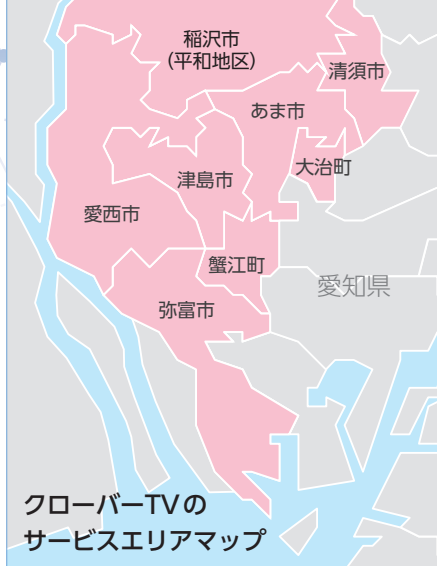 稲沢市
(平和地区)
清須市
あま市
大治町
津島市
愛西市
蟹江町
愛知県
弥富市
クローバーTVの
サービスエリアマップ